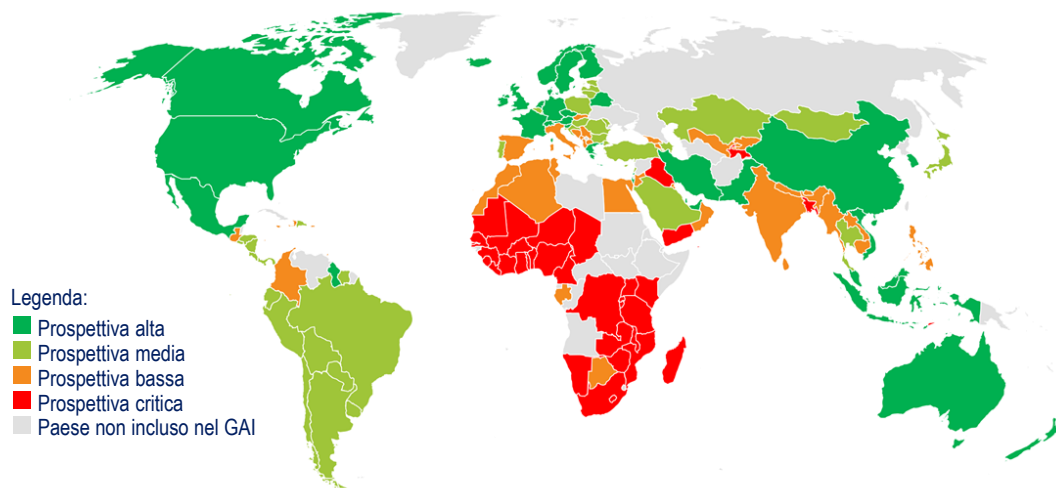 Legenda:
Prospettiva alta
Prospettiva media
Prospettiva bassa
Prospettiva critica
Paese non incluso nel GAI